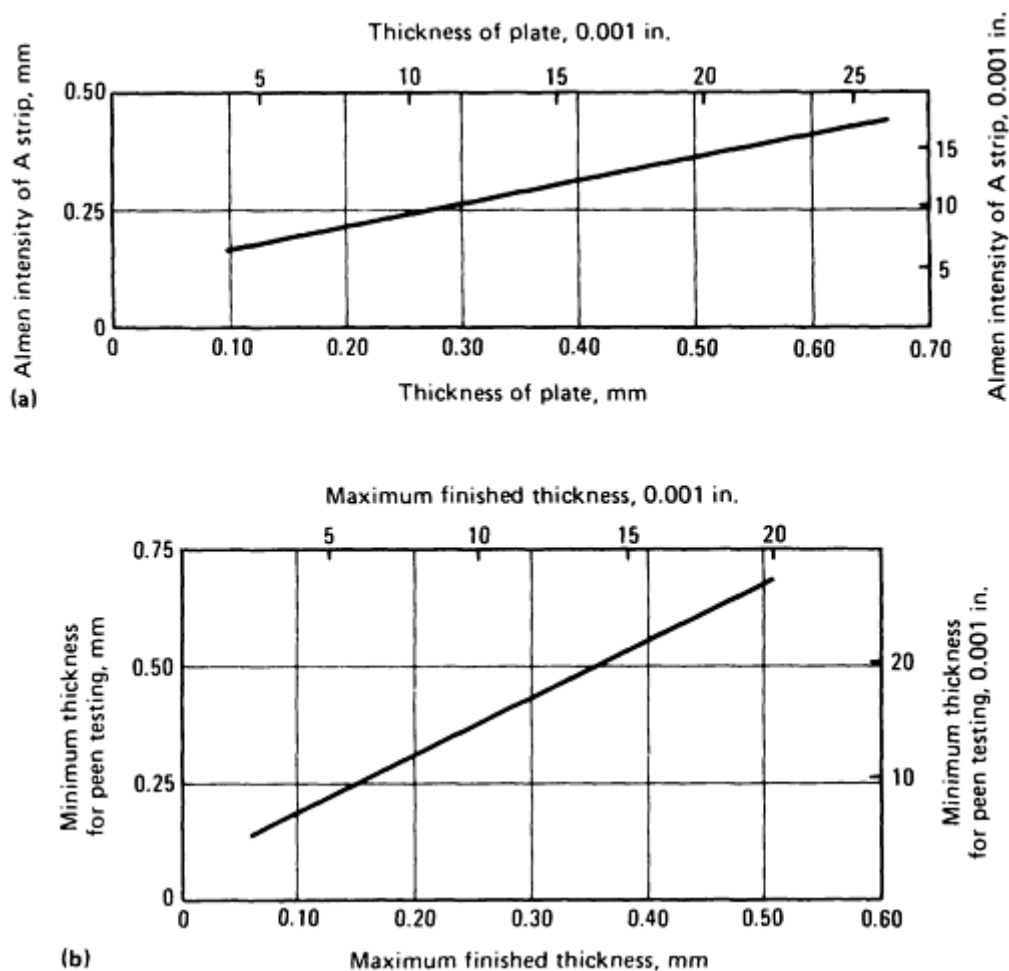 Thickness of plate, 0.001 in.
5 10 15 20 25
Almen intensity of A strip, mm
0.50
0.25
0
15
10
5
Almen intensity of A strip, 0.001 in.
0 0.10 0.20 0.30 0.40 0.50 0.60 0.70
(a)
Thickness of plate, mm
Maximum finished thickness, 0.001 in.
5 10 15 20
Minimum thickness
for peen testing, mm
0.75
0.50
0.25
0
20
10
Minimum thickness
for peen testing, 0.001 in.
0 0.10 0.20 0.30 0.40 0.50 0.60
(b)
Maximum finished thickness, mm